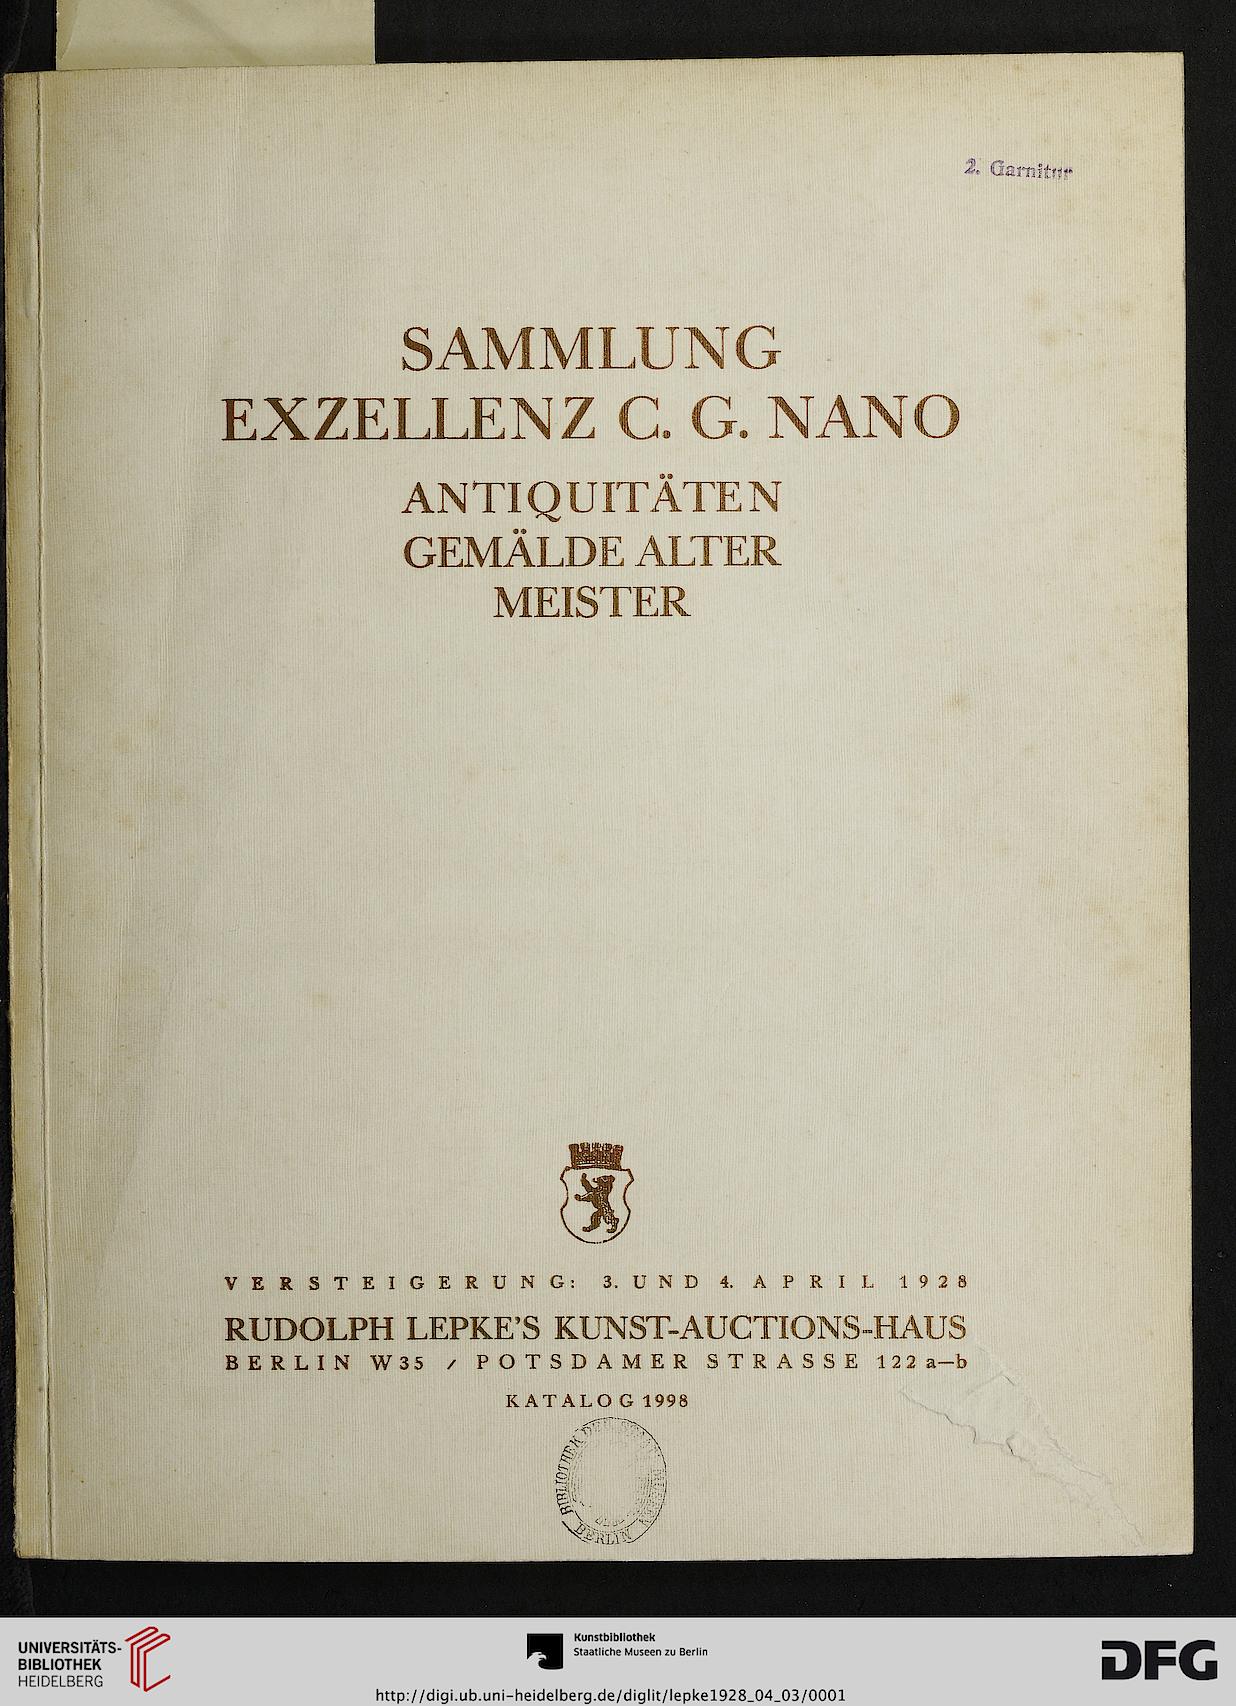 2. Garnitur
SAMMLUNG
EXZELLENZ C. G. NANO
ANTIQUITÄTEN
GEMÄLDE ALTER
MEISTER
VERSTEIGERUNG: 3. UND 4. APRIL 1928
RUDOLPH LEPKE'S KUNST-AUCTIONS-HAUS
BERLIN W35 / POTSDAMER STRASSE 122 a—b
KATALOG 1998
BIBLIOTHEK
BERLIN
UNIVERSITÄTS-
BIBLIOTHEK
HEIDELBERG
Kunstbibliothek
Staatliche Museen zu Berlin
DFG
http://digi.ub.uni-heidelberg.de/diglit/lepke1928_04_03/0001